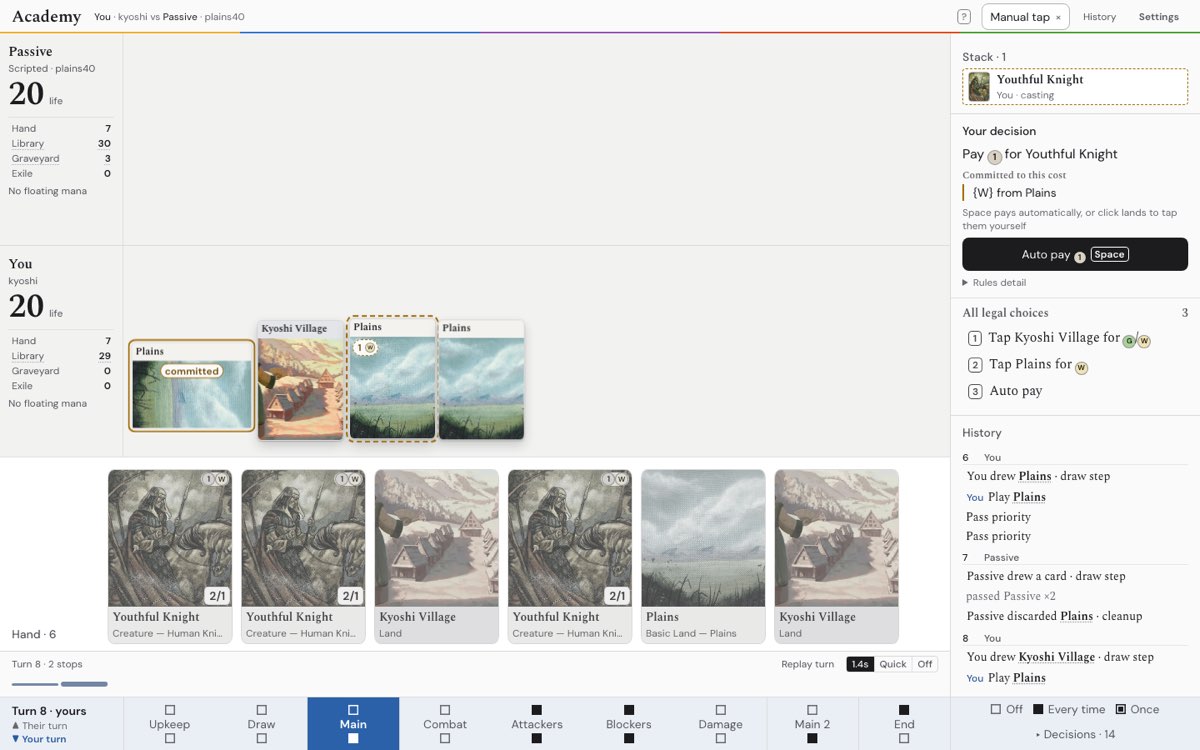 Academy
You · kyoshi vs Passive · plains40
?
Manual tap ×
History
Settings
Passive
Scripted · plains40
20 life
Hand 7
Library 30
Graveyard 3
Exile 0
No floating mana
You
kyoshi
20 life
Hand 7
Library 29
Graveyard 0
Exile 0
No floating mana
Plains
committed
Kyoshi Village
Plains
1 W
Plains
Hand · 6
1 W
2/1
Youthful Knight
Creature — Human Kni...
1 W
2/1
Youthful Knight
Creature — Human Kni...
Kyoshi Village
Land
1 W
2/1
Youthful Knight
Creature — Human Kni...
Plains
Basic Land — Plains
Kyoshi Village
Land
Turn 8 · 2 stops
Replay turn
1.4s
Quick
Off
Turn 8 · yours
Their turn
Your turn
Upkeep
Draw
Main
Combat
Attackers
Blockers
Damage
Main 2
End
Stack · 1
Youthful Knight
You · casting
Your decision
Pay 1 for Youthful Knight
Committed to this cost
{W} from Plains
Space pays automatically, or click lands to tap
them yourself
Auto pay 1 Space
Rules detail
All legal choices 3
1 Tap Kyoshi Village for G/W
2 Tap Plains for W
3 Auto pay
History
6 You
You drew Plains · draw step
You Play Plains
Pass priority
Pass priority
7 Passive
Passive drew a card · draw step
passed Passive ×2
Passive discarded Plains · cleanup
8 You
You drew Kyoshi Village · draw step
You Play Plains
Off
Every time
Once
Decisions · 14